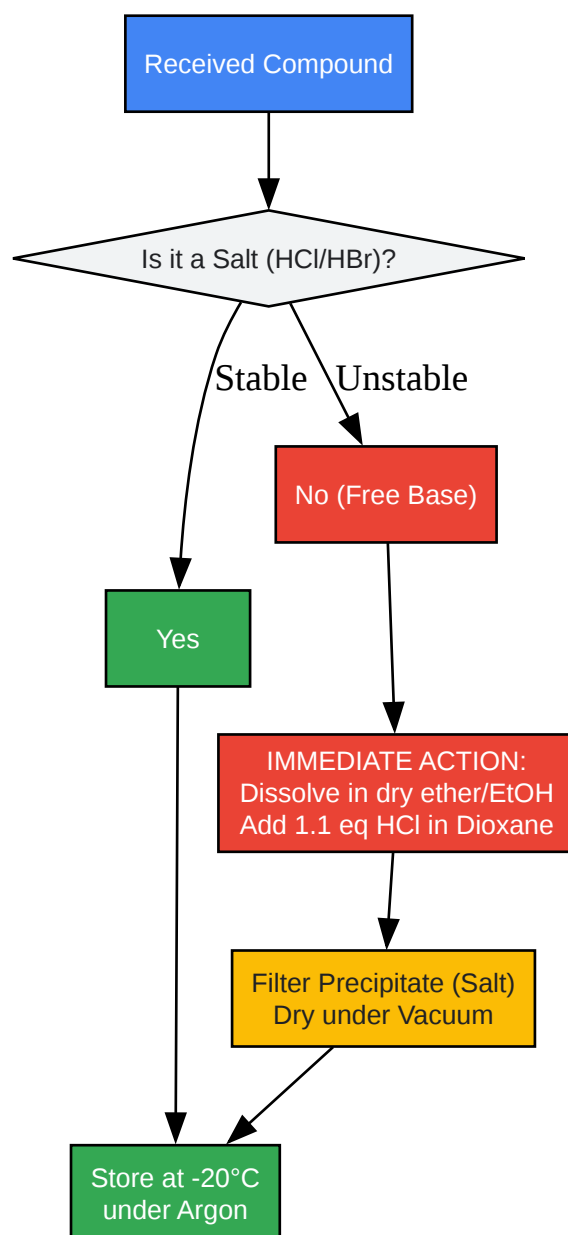 Received Compound
Is it a Salt (HCl/HBr)?
Stable
Unstable
No (Free Base)
Yes
IMMEDIATE ACTION:
Dissolve in dry ether/EtOH
Add 1.1 eq HCl in Dioxane
Filter Precipitate (Salt)
Dry under Vacuum
Store at -20°C
under Argon